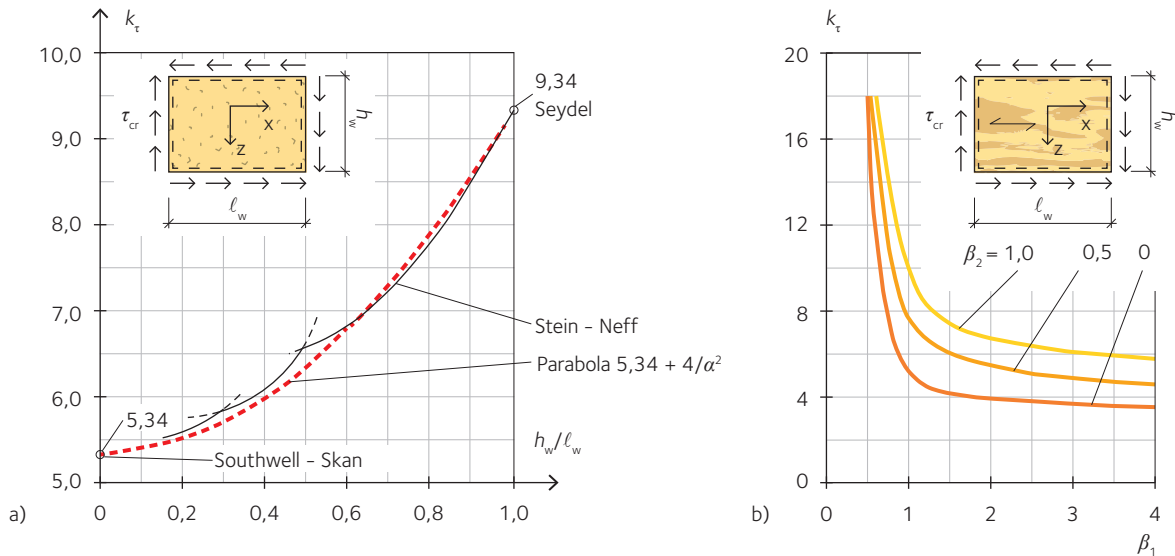 kτ
10,0
9,0
8,0
7,0
6,0
5,0
τcr
x
z
hw
ℓw
9,34
Seydel
Stein – Neff
Parabola 5,34 + 4/α²
5,34
Southwell – Skan
hw/ℓw
0
0,2
0,4
0,6
0,8
1,0
a)
kτ
20
16
12
8
4
0
τcr
x
z
hw
ℓw
β2 = 1,0
0,5
0
0
1
2
3
4
β1
b)